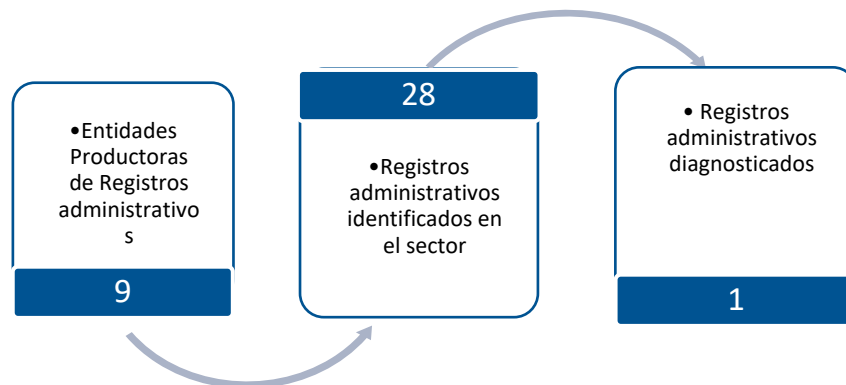 •Entidades
Productoras
de Registros
administrativo
s
9
28
•Registros
administrativos
identificados en
el sector
• Registros
administrativos
diagnosticados
1